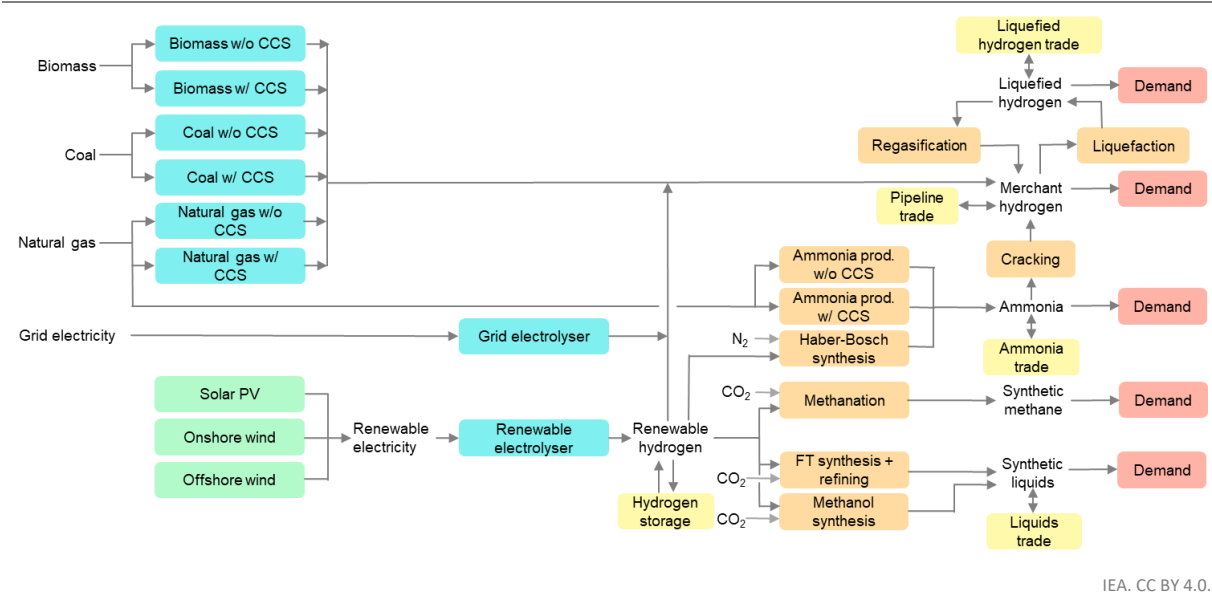 Biomass
Biomass w/o CCS
Biomass w/ CCS
Coal
Coal w/o CCS
Coal w/ CCS
Natural gas
Natural gas w/o
CCS
Natural gas w/
CCS
Grid electricity
Grid electrolyser
Solar PV
Onshore wind
Offshore wind
Renewable
electricity
Renewable
electrolyser
Renewable
hydrogen
Hydrogen
storage
Ammonia prod.
w/o CCS
Ammonia prod.
w/ CCS
N2
Haber-Bosch
synthesis
CO2
Methanation
CO2
FT synthesis +
refining
CO2
Methanol
synthesis
Liquefied
hydrogen trade
Liquefied
hydrogen
Demand
Regasification
Liquefaction
Merchant
hydrogen
Demand
Pipeline
trade
Cracking
Ammonia
Demand
Ammonia
trade
Synthetic
methane
Demand
Synthetic
liquids
Demand
Liquids
trade
IEA. CC BY 4.0.